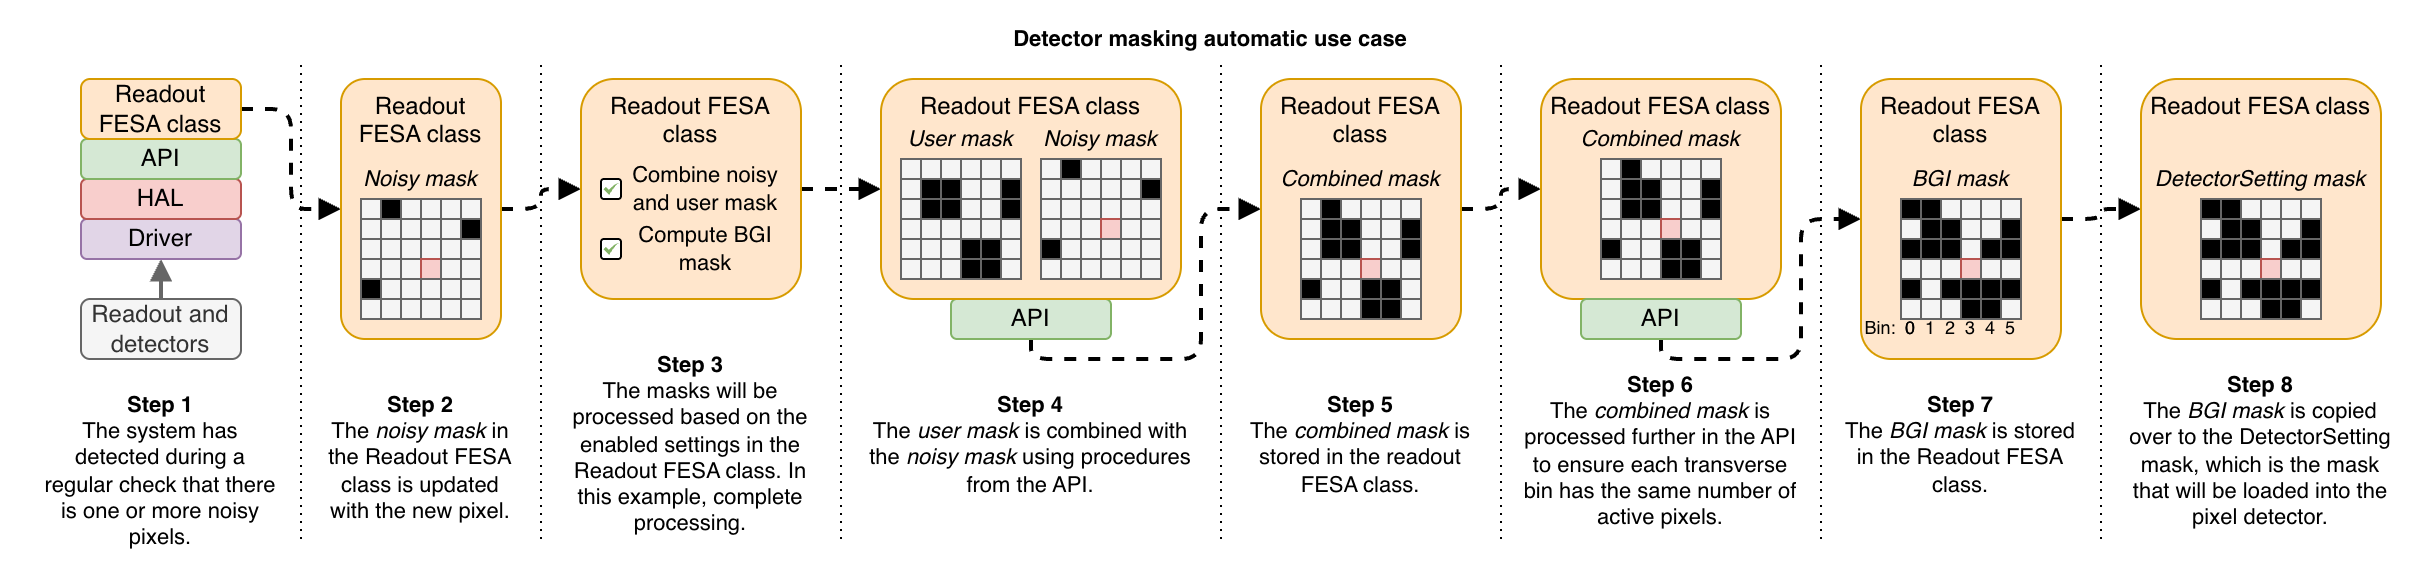 Detector masking automatic use case
Readout
FESA class
API
HAL
Driver
Readout and
detectors
Step 1
The system has
detected during a
regular check that there
is one or more noisy
pixels.
Readout
FESA class
Noisy mask
Step 2
The noisy mask in
the Readout FESA
class is updated
with the new pixel.
Readout FESA
class
Combine noisy
and user mask
Compute BGI
mask
Step 3
The masks will be
processed based on the
enabled settings in the
Readout FESA class. In
this example, complete
processing.
Readout FESA class
User mask
Noisy mask
API
Step 4
The user mask is combined with
the noisy mask using procedures
from the API.
Readout FESA
class
Combined mask
Step 5
The combined mask is
stored in the readout
FESA class.
Readout FESA class
Combined mask
API
Step 6
The combined mask is
processed further in the API
to ensure each transverse
bin has the same number of
active pixels.
Readout FESA
class
BGI mask
Bin: 0 1 2 3 4 5
Step 7
The BGI mask is stored
in the Readout FESA
class.
Readout FESA class
DetectorSetting mask
Step 8
The BGI mask is copied
over to the DetectorSetting
mask, which is the mask
that will be loaded into the
pixel detector.